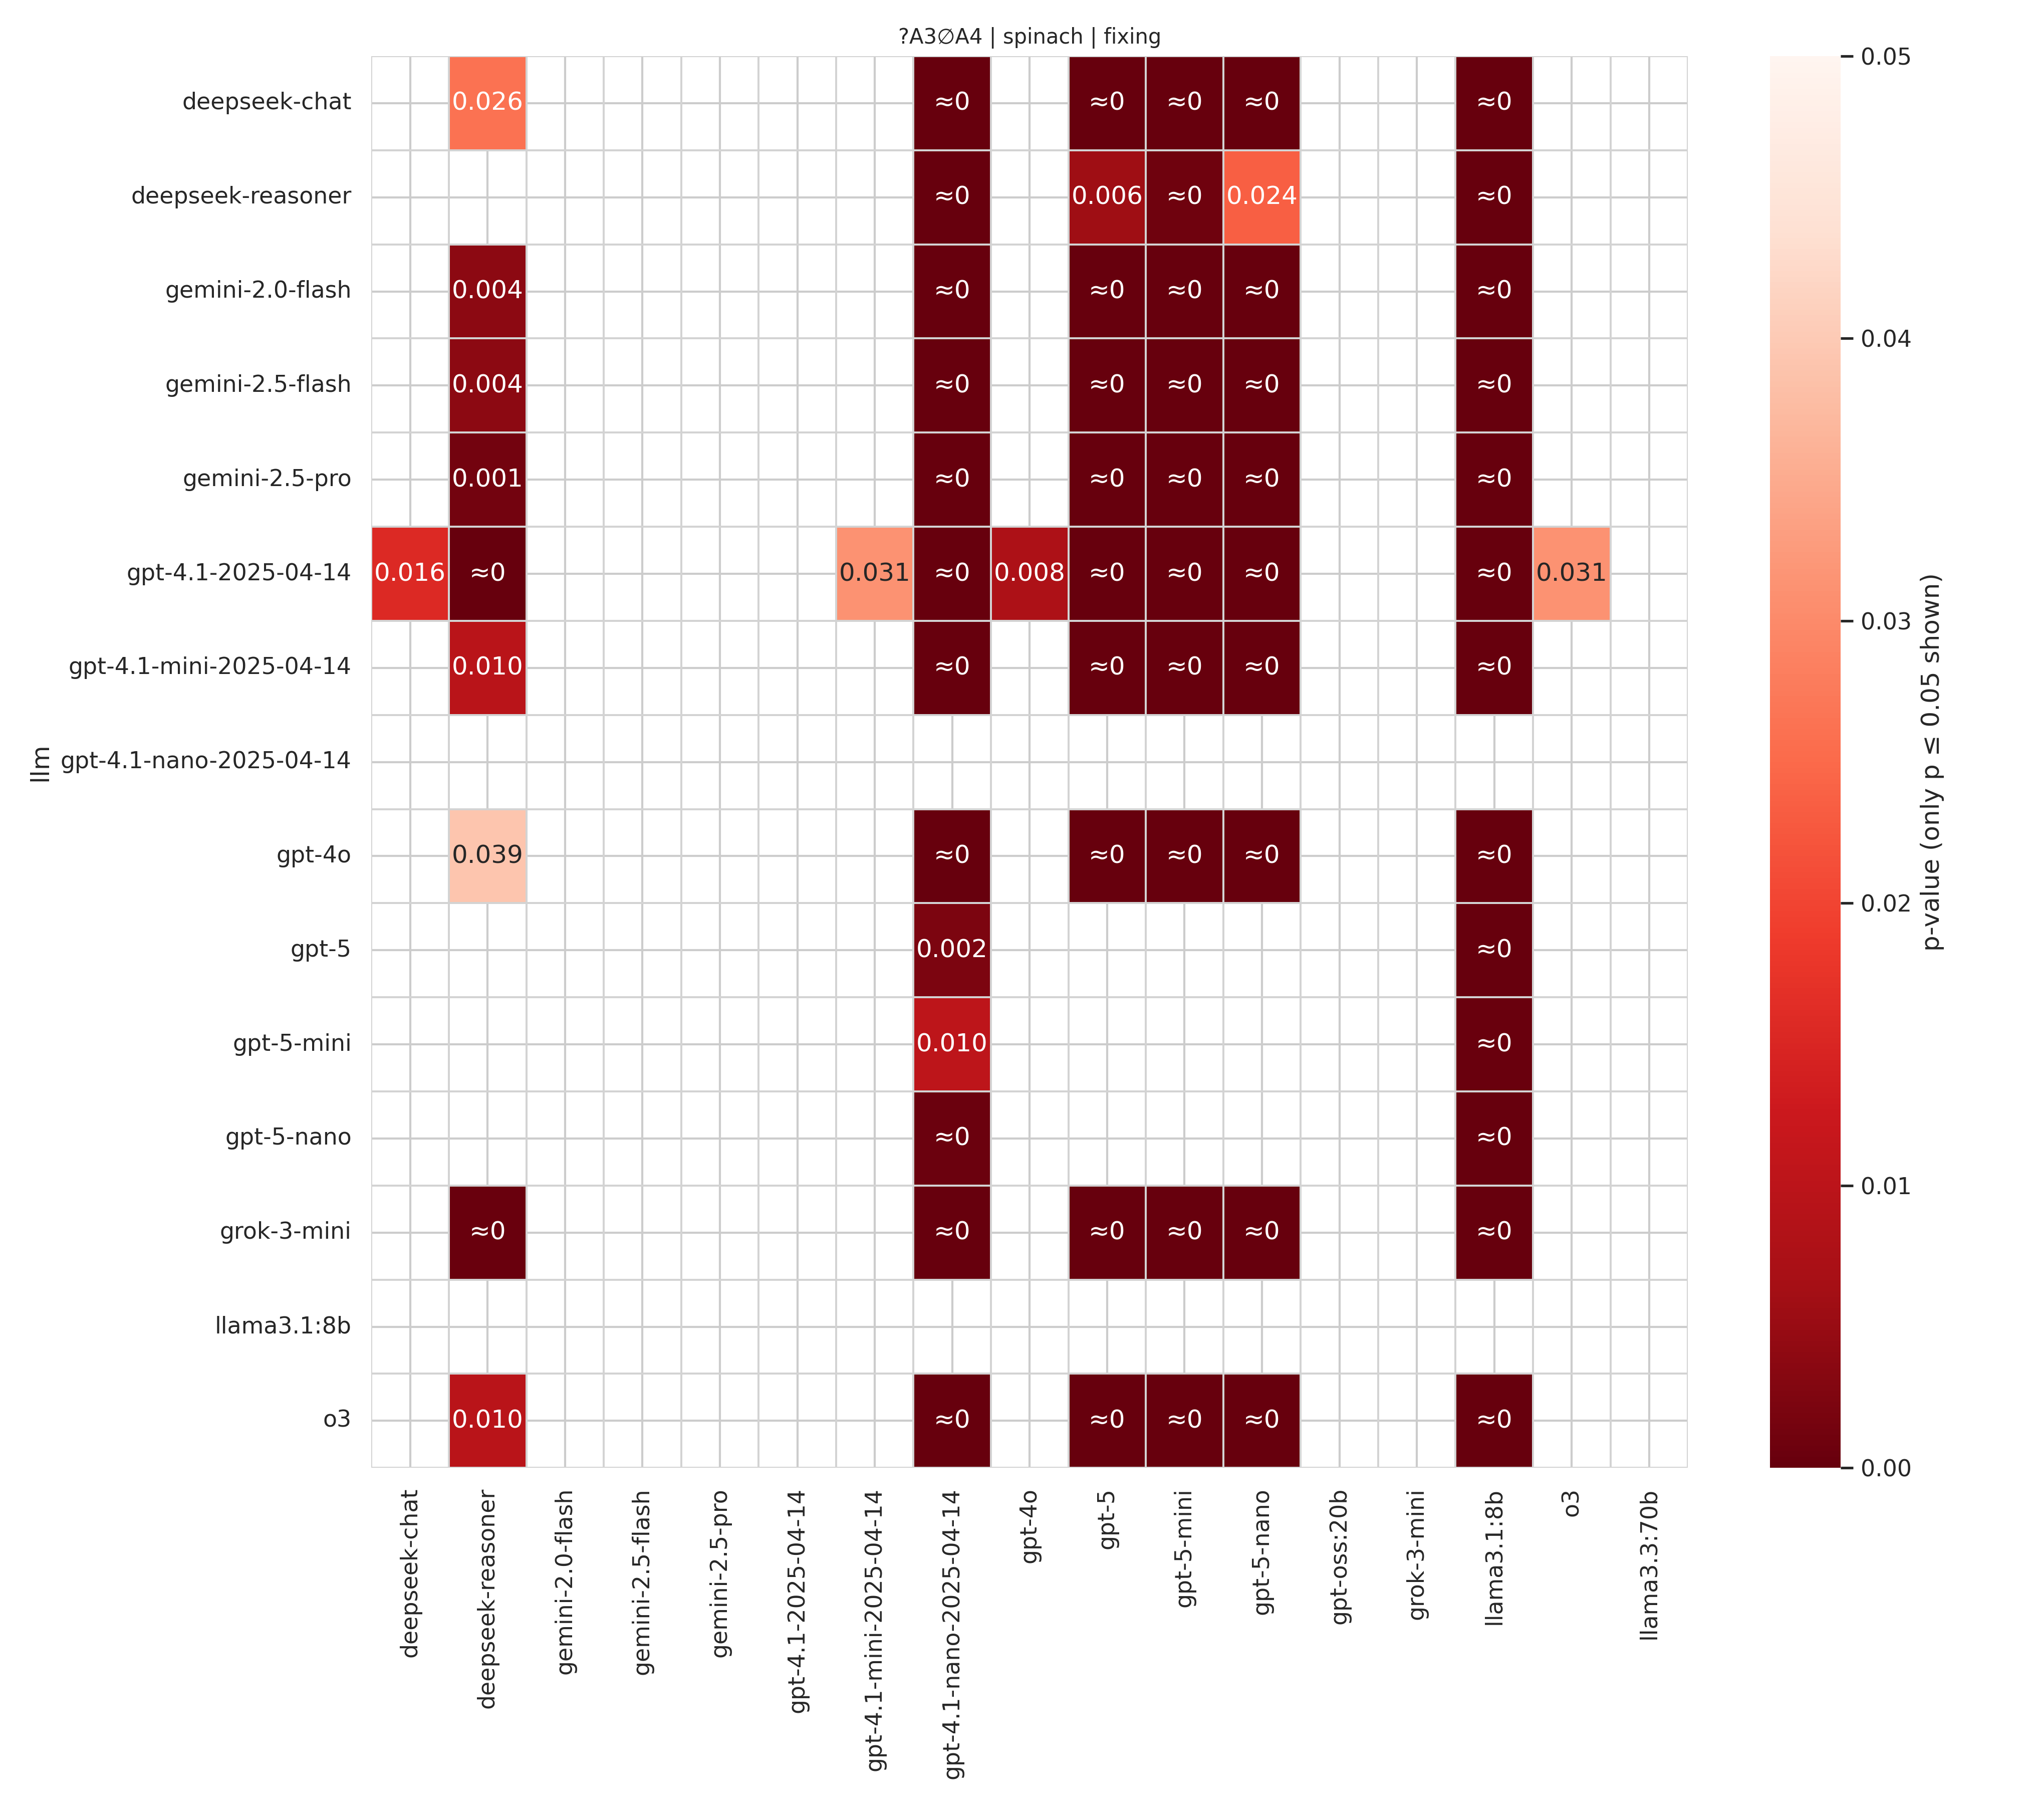 ?A3∅A4 | spinach | fixing
deepseek-chat 0.026 ≈0 ≈0 ≈0 ≈0 ≈0
deepseek-reasoner ≈0 0.006 ≈0 0.024 ≈0
gemini-2.0-flash 0.004 ≈0 ≈0 ≈0 ≈0 ≈0
gemini-2.5-flash 0.004 ≈0 ≈0 ≈0 ≈0 ≈0
gemini-2.5-pro 0.001 ≈0 ≈0 ≈0 ≈0 ≈0
gpt-4.1-2025-04-14 0.016 ≈0 0.031 ≈0 0.008 ≈0 ≈0 ≈0 ≈0 0.031
gpt-4.1-mini-2025-04-14 0.010 ≈0 ≈0 ≈0 ≈0 ≈0
gpt-4.1-nano-2025-04-14
gpt-4o 0.039 ≈0 ≈0 ≈0 ≈0 ≈0
gpt-5 0.002 ≈0
gpt-5-mini 0.010 ≈0
gpt-5-nano ≈0 ≈0
grok-3-mini ≈0 ≈0 ≈0 ≈0 ≈0 ≈0
llama3.1:8b
o3 0.010 ≈0 ≈0 ≈0 ≈0 ≈0
llm
deepseek-chat
deepseek-reasoner
gemini-2.0-flash
gemini-2.5-flash
gemini-2.5-pro
gpt-4.1-2025-04-14
gpt-4.1-mini-2025-04-14
gpt-4.1-nano-2025-04-14
gpt-4o
gpt-5
gpt-5-mini
gpt-5-nano
gpt-oss:20b
grok-3-mini
llama3.1:8b
o3
llama3.3:70b
0.05
0.04
0.03
0.02
0.01
0.00
p-value (only p ≤ 0.05 shown)